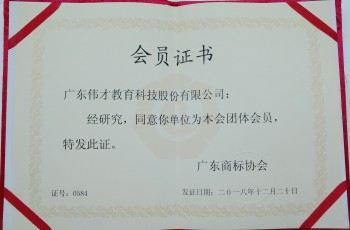 会员证书
广东伟才教育科技股份有限公司：
经研究，同意你单位为本会团体会员，
特发此证。
广东商标协会
证号：0584
发证日期：二〇一八年十二月二十日